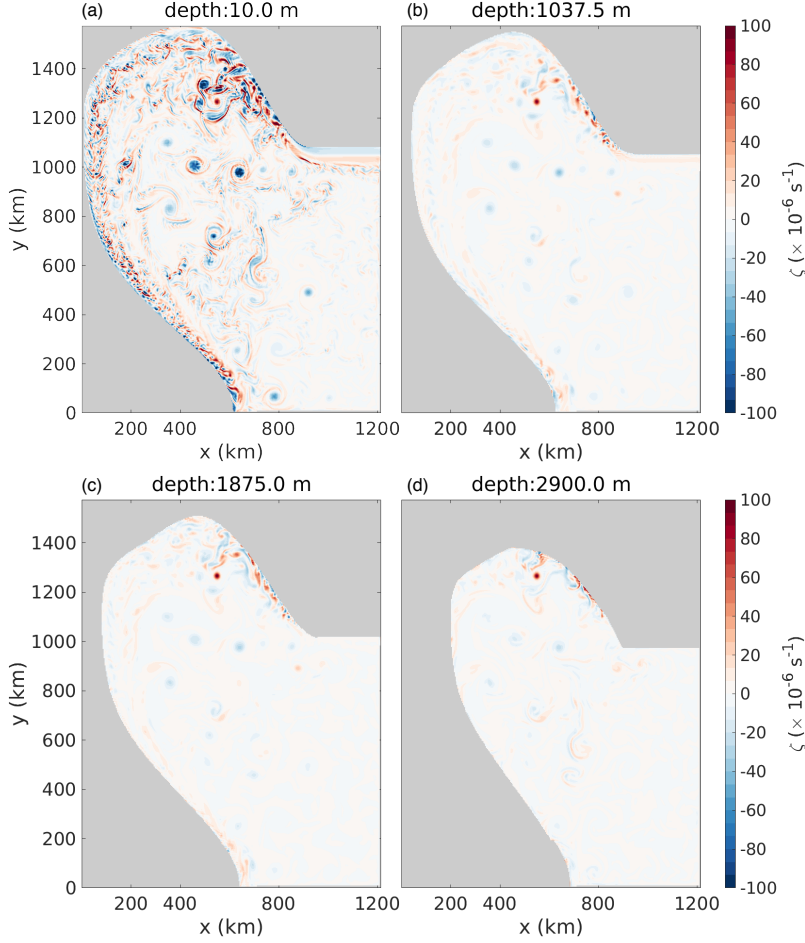 (a) depth:10.0 m
(b) depth:1037.5 m
1400
1200
1000
800
600
400
200
0
y (km)
200 400 800 1200
x (km)
200 400 800 1200
x (km)
100
80
60
40
20
0
-20
-40
-60
-80
-100
ζ (× 10⁻⁶ s⁻¹)
(c) depth:1875.0 m
(d) depth:2900.0 m
1400
1200
1000
800
600
400
200
0
y (km)
200 400 800 1200
x (km)
200 400 800 1200
x (km)
100
80
60
40
20
0
-20
-40
-60
-80
-100
ζ (× 10⁻⁶ s⁻¹)